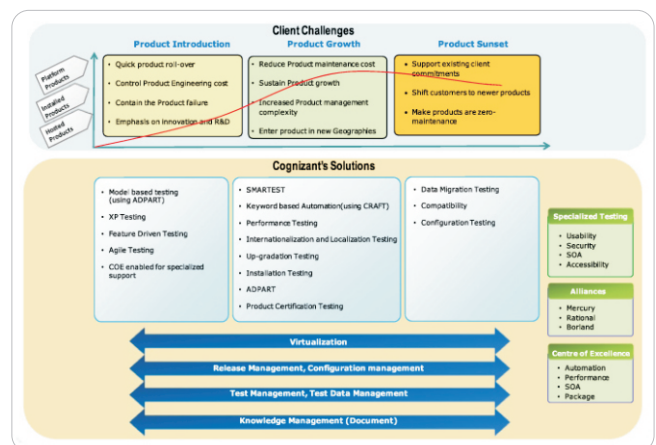 Client Challenges
Product Introduction
Product Growth
Product Sunset
Platform
Products
Installed
Products
Hosted
Products
• Quick product roll-over
• Control Product Engineering cost
• Contain the Product failure
• Emphasis on Innovation and R&D
• Reduce Product maintenance cost
• Sustain Product growth
• Increased Product management
complexity
• Enter product in new Geographies
• Support existing client
commitments
• Shift customers to newer products
• Make products are zero-
maintenance
Cognizant's Solutions
• Model based testing
(using ADPART)
• XP Testing
• Feature Driven Testing
• Agile Testing
• COE enabled for specialized
support
• SMARTEST
• Keyword based Automation(using CRAFT)
• Performance Testing
• Internationalization and Localization Testing
• Up-gradation Testing
• Installation Testing
• ADPART
• Product Certification Testing
• Data Migration Testing
• Compatibility
• Configuration Testing
Specialized Testing
• Usability
• Security
• SOA
• Accessibility
Alliances
• Mercury
• Rational
• Borland
Centre of Excellence
• Automation
• Performance
• SOA
• Package
Virtualization
Release Management, Configuration management
Test Management, Test Data Management
Knowledge Management (Document)